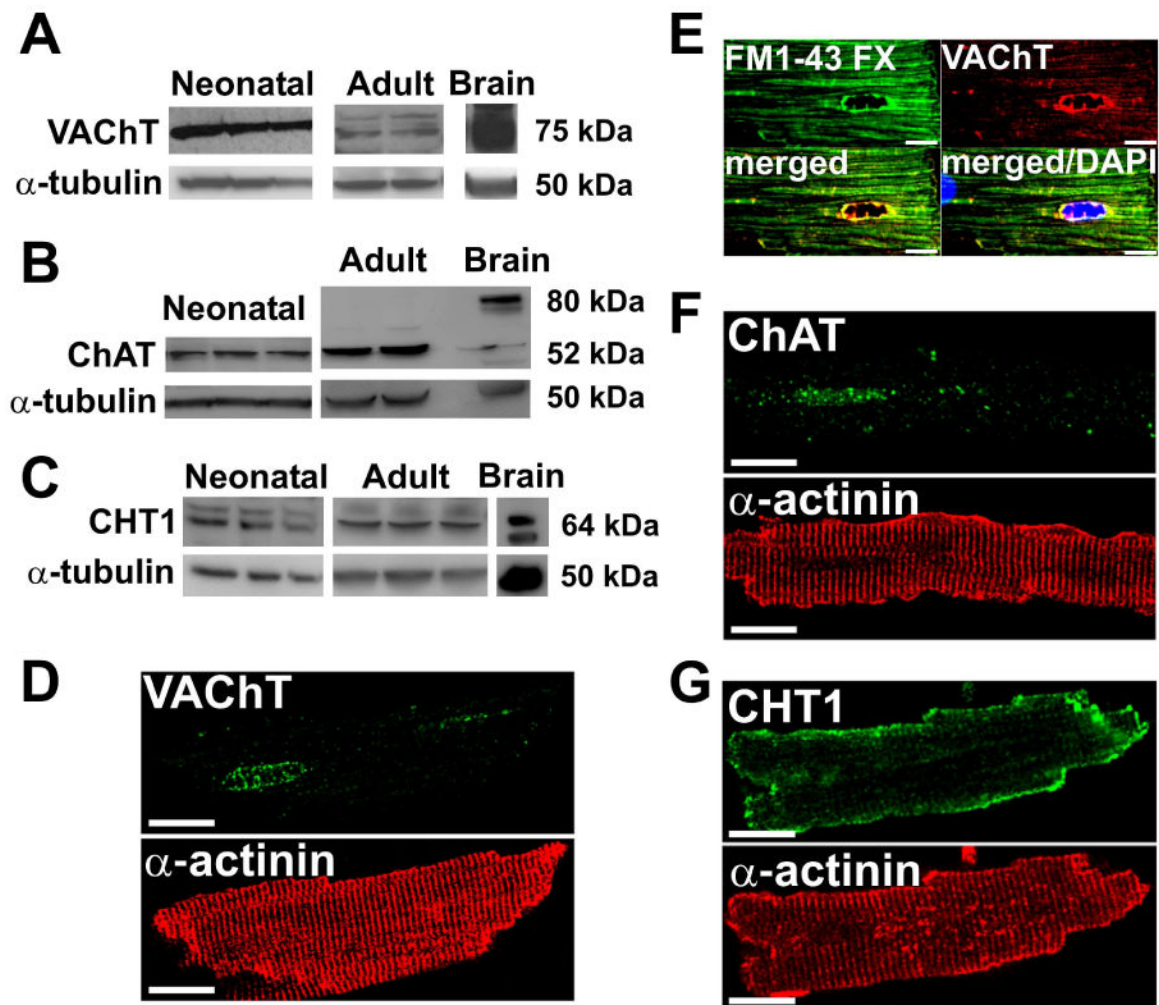 A
Neonatal Adult Brain
VAChT 75 kDa
α-tubulin 50 kDa
B
Adult Brain
80 kDa
Neonatal
ChAT 52 kDa
α-tubulin 50 kDa
C
Neonatal Adult Brain
CHT1 64 kDa
α-tubulin 50 kDa
D
VAChT
α-actinin
E
FM1-43 FX VAChT
merged merged/DAPI
F
ChAT
α-actinin
G
CHT1
α-actinin